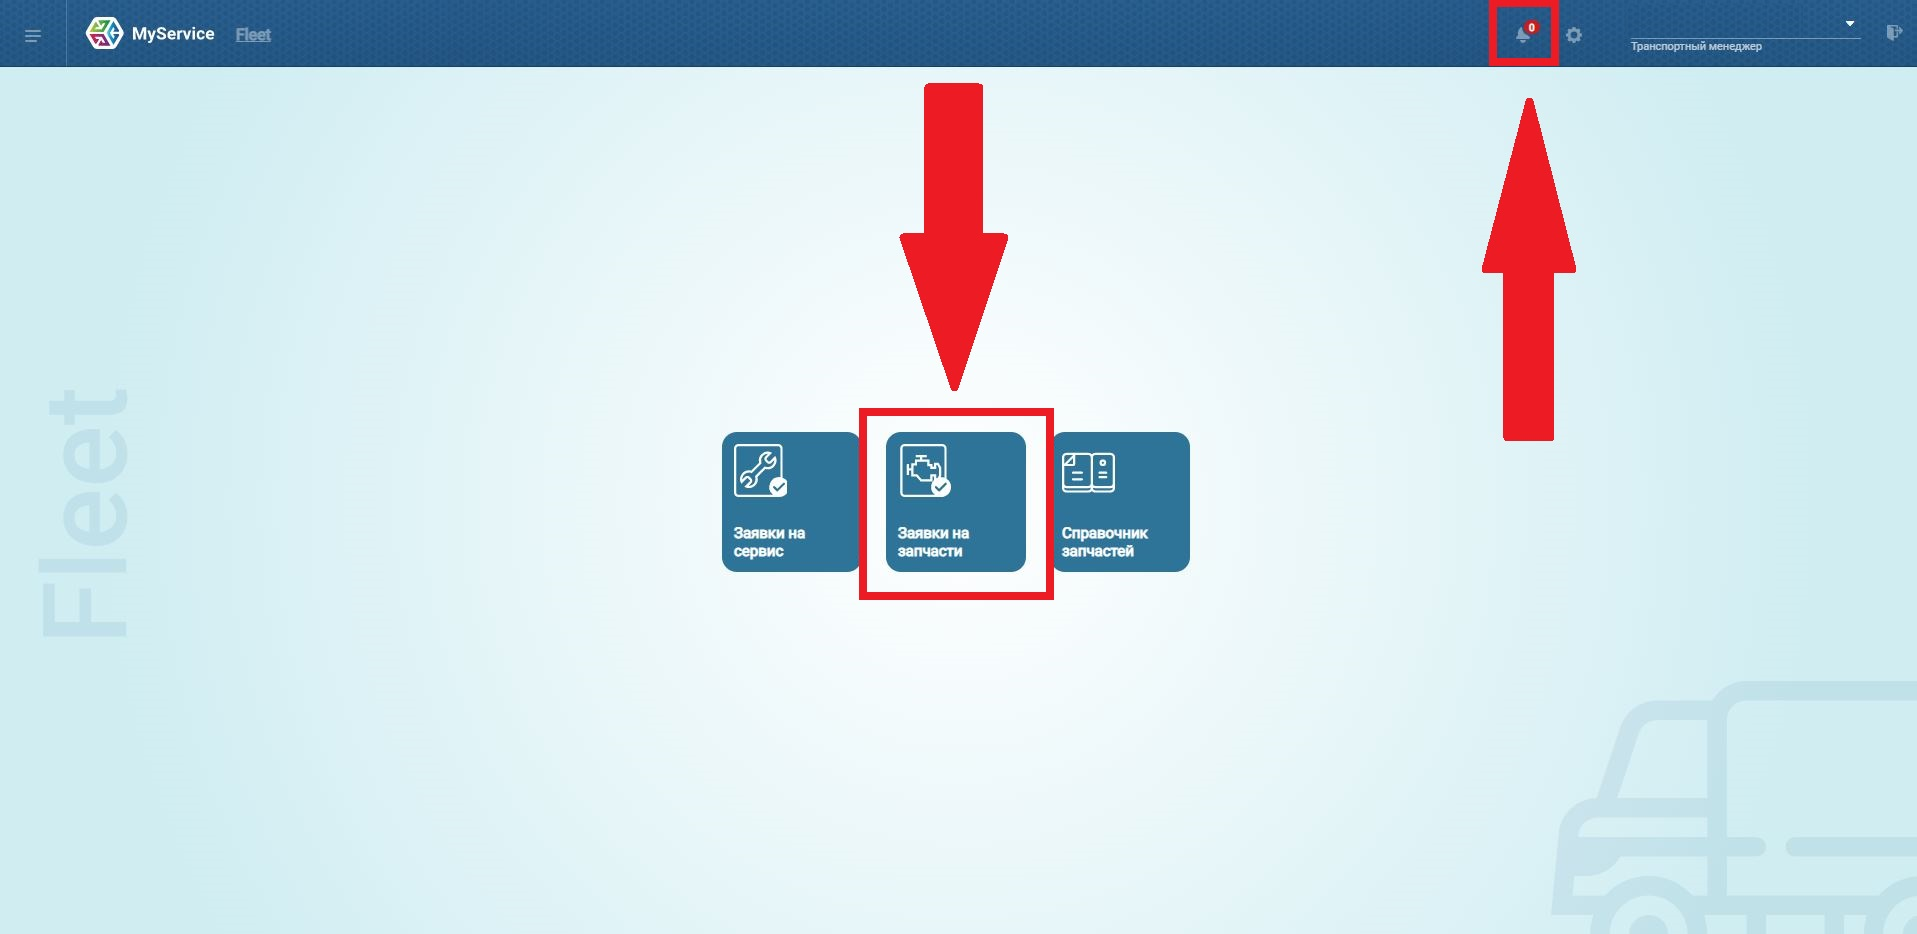 MyService Fleet
0
Транспортный менеджер
Fleet
Заявки на
сервис
Заявки на
запчасти
Справочник
запчастей